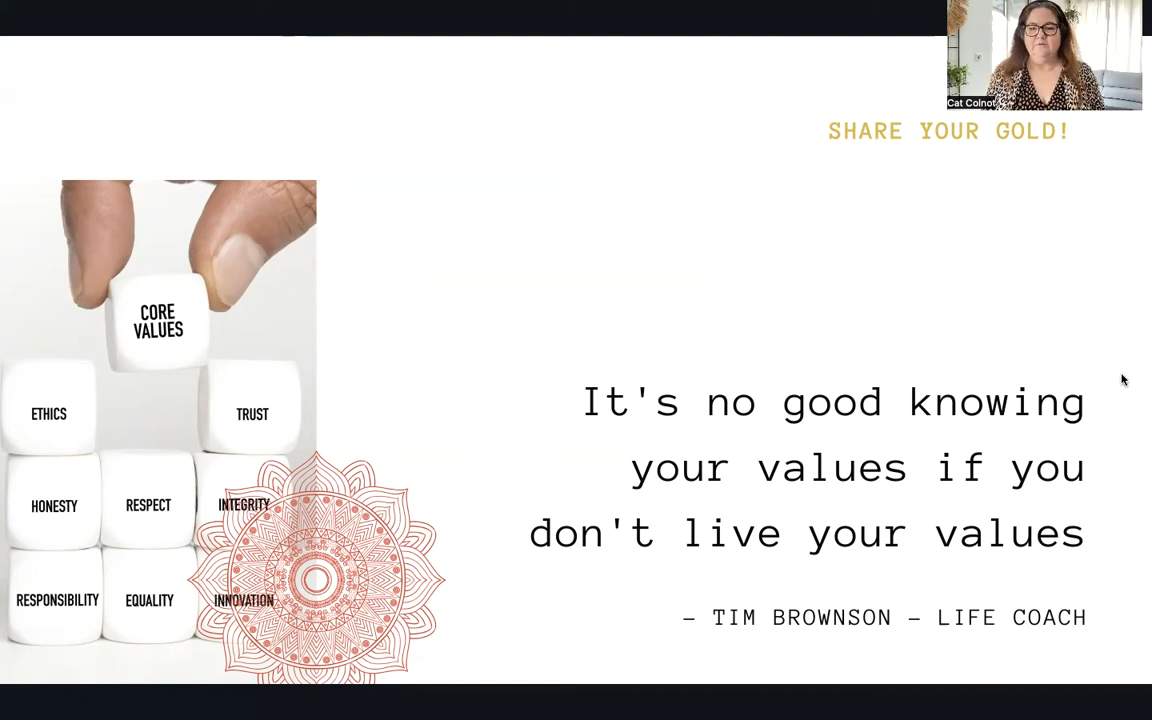 Cat Colnot
SHARE YOUR GOLD!
CORE
VALUES
ETHICS
TRUST
HONESTY
RESPECT
INTEGRITY
RESPONSIBILITY
EQUALITY
INNOVATION
It's no good knowing
your values if you
don't live your values
– TIM BROWNSON – LIFE COACH